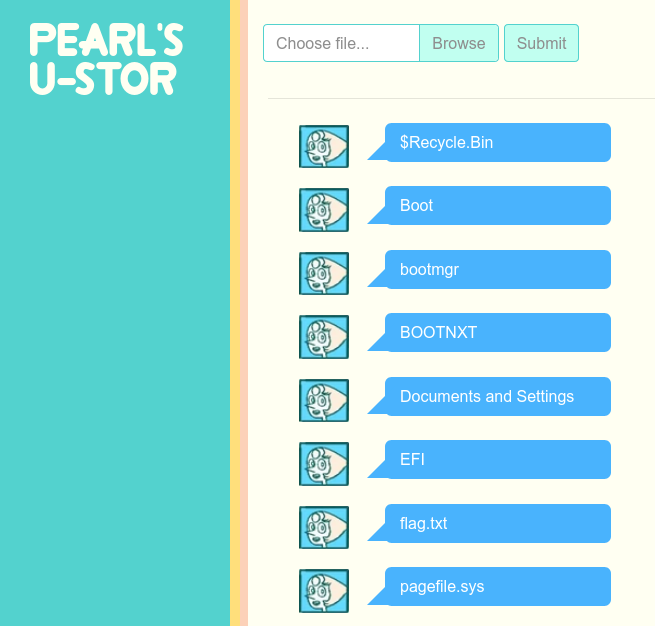 PEARL'S
U-STOR
Choose file... Browse Submit
$Recycle.Bin
Boot
bootmgr
BOOTNXT
Documents and Settings
EFI
flag.txt
pagefile.sys